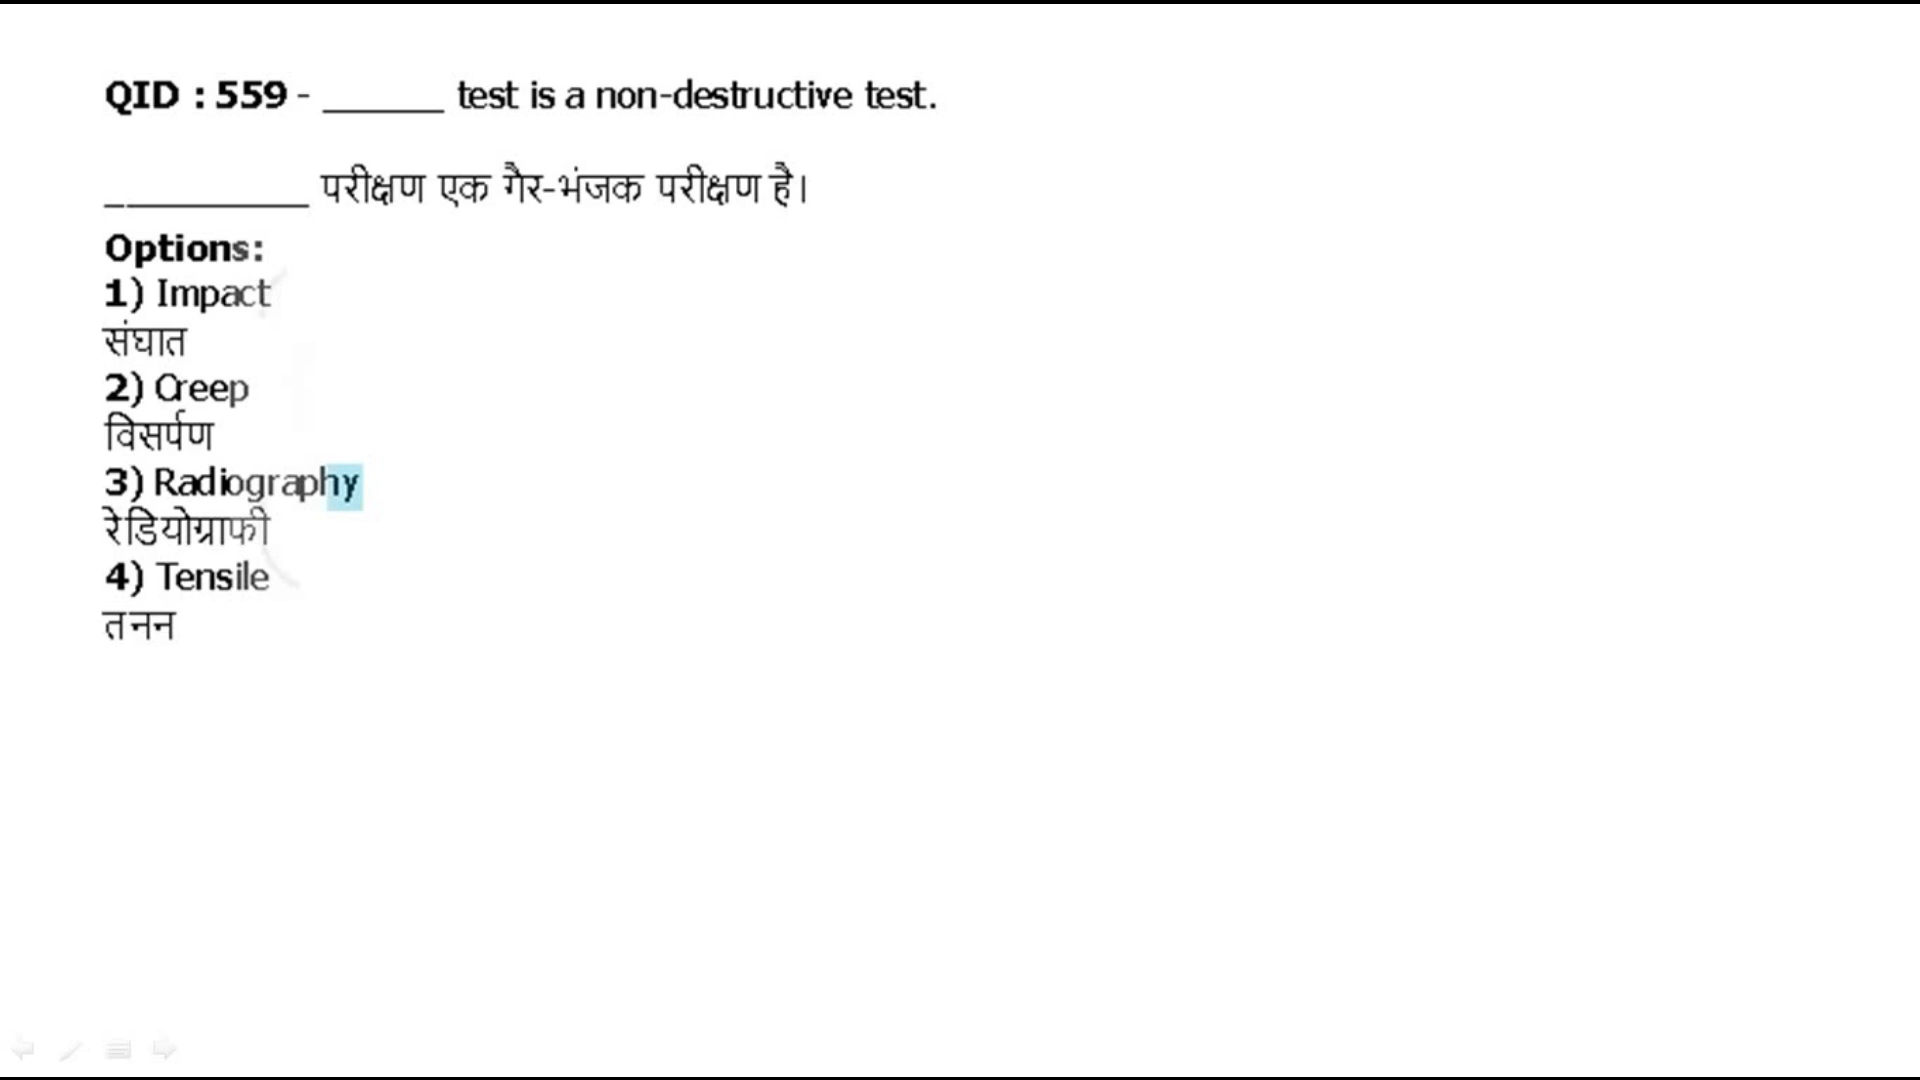 QID : 559 - ______ test is a non-destructive test.
__________ परीक्षण एक गैर-भंजक परीक्षण है।
Options:
1) Impact
संघात
2) Creep
विसर्पण
3) Radiography
रेडियोग्राफी
4) Tensile
तनन